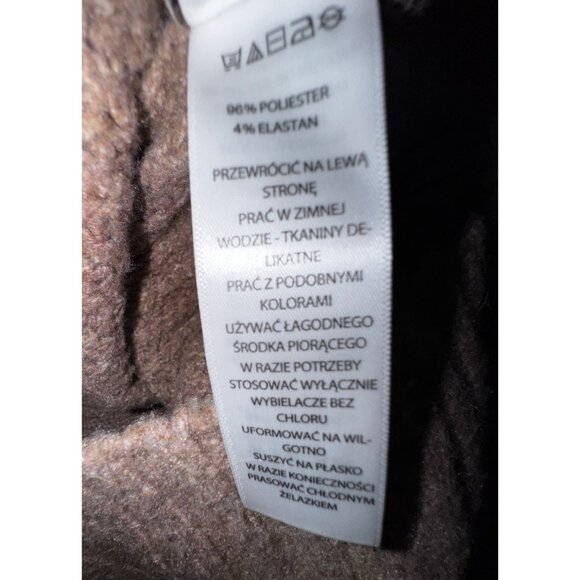 96% POLIESTER
4% ELASTAN
PRZEWRÓCIĆ NA LEWĄ
STRONĘ
PRAĆ W ZIMNEJ
WODZIE - TKANINY DE-
LIKATNE
PRAĆ Z PODOBNYMI
KOLORAMI
UŻYWAĆ ŁAGODNEGO
ŚRODKA PIORĄCEGO
W RAZIE POTRZEBY
STOSOWAĆ WYŁĄCZNIE
WYBIELACZE BEZ
CHLORU
UFORMOWAĆ NA WIL-
GOTNO
SUSZYĆ NA PŁASKO
W RAZIE KONIECZNOŚCI
PRASOWAĆ CHŁODNYM
ŻELAZKIEM